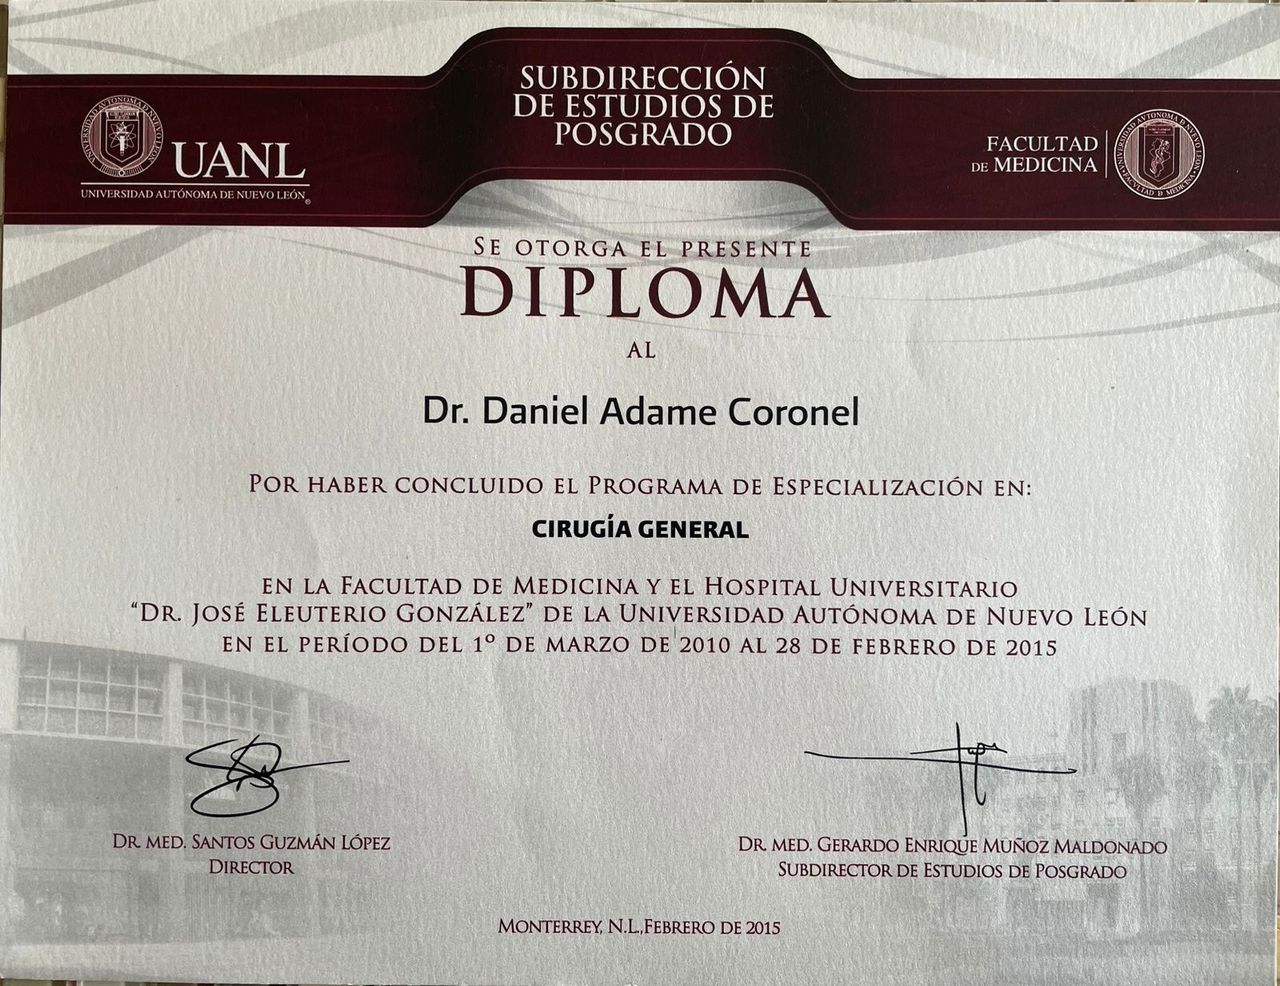 SUBDIRECCIÓN
DE ESTUDIOS DE
POSGRADO
UANL
UNIVERSIDAD AUTÓNOMA DE NUEVO LEÓN®
FACULTAD
DE MEDICINA
SE OTORGA EL PRESENTE
DIPLOMA
AL
Dr. Daniel Adame Coronel
POR HABER CONCLUIDO EL PROGRAMA DE ESPECIALIZACIÓN EN:
CIRUGÍA GENERAL
EN LA FACULTAD DE MEDICINA Y EL HOSPITAL UNIVERSITARIO
“DR. JOSÉ ELEUTERIO GONZÁLEZ” DE LA UNIVERSIDAD AUTÓNOMA DE NUEVO LEÓN
EN EL PERÍODO DEL 1º DE MARZO DE 2010 AL 28 DE FEBRERO DE 2015
DR. MED. SANTOS GUZMÁN LÓPEZ
DIRECTOR
DR. MED. GERARDO ENRIQUE MUÑOZ MALDONADO
SUBDIRECTOR DE ESTUDIOS DE POSGRADO
MONTERREY, N.L.,FEBRERO DE 2015